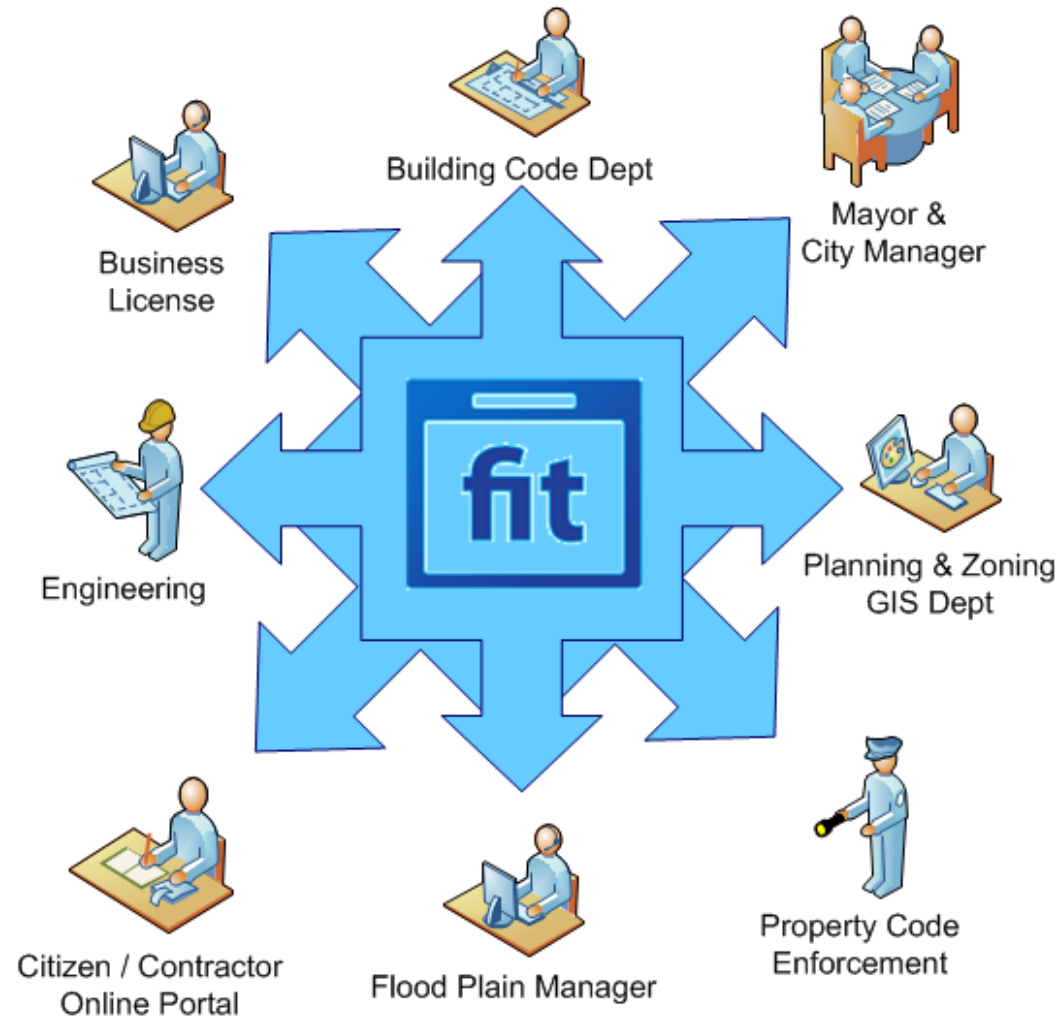 Building Code Dept
Mayor &
City Manager
Business
License
fit
Engineering
Planning & Zoning
GIS Dept
Property Code
Enforcement
Citizen / Contractor
Online Portal
Flood Plain Manager